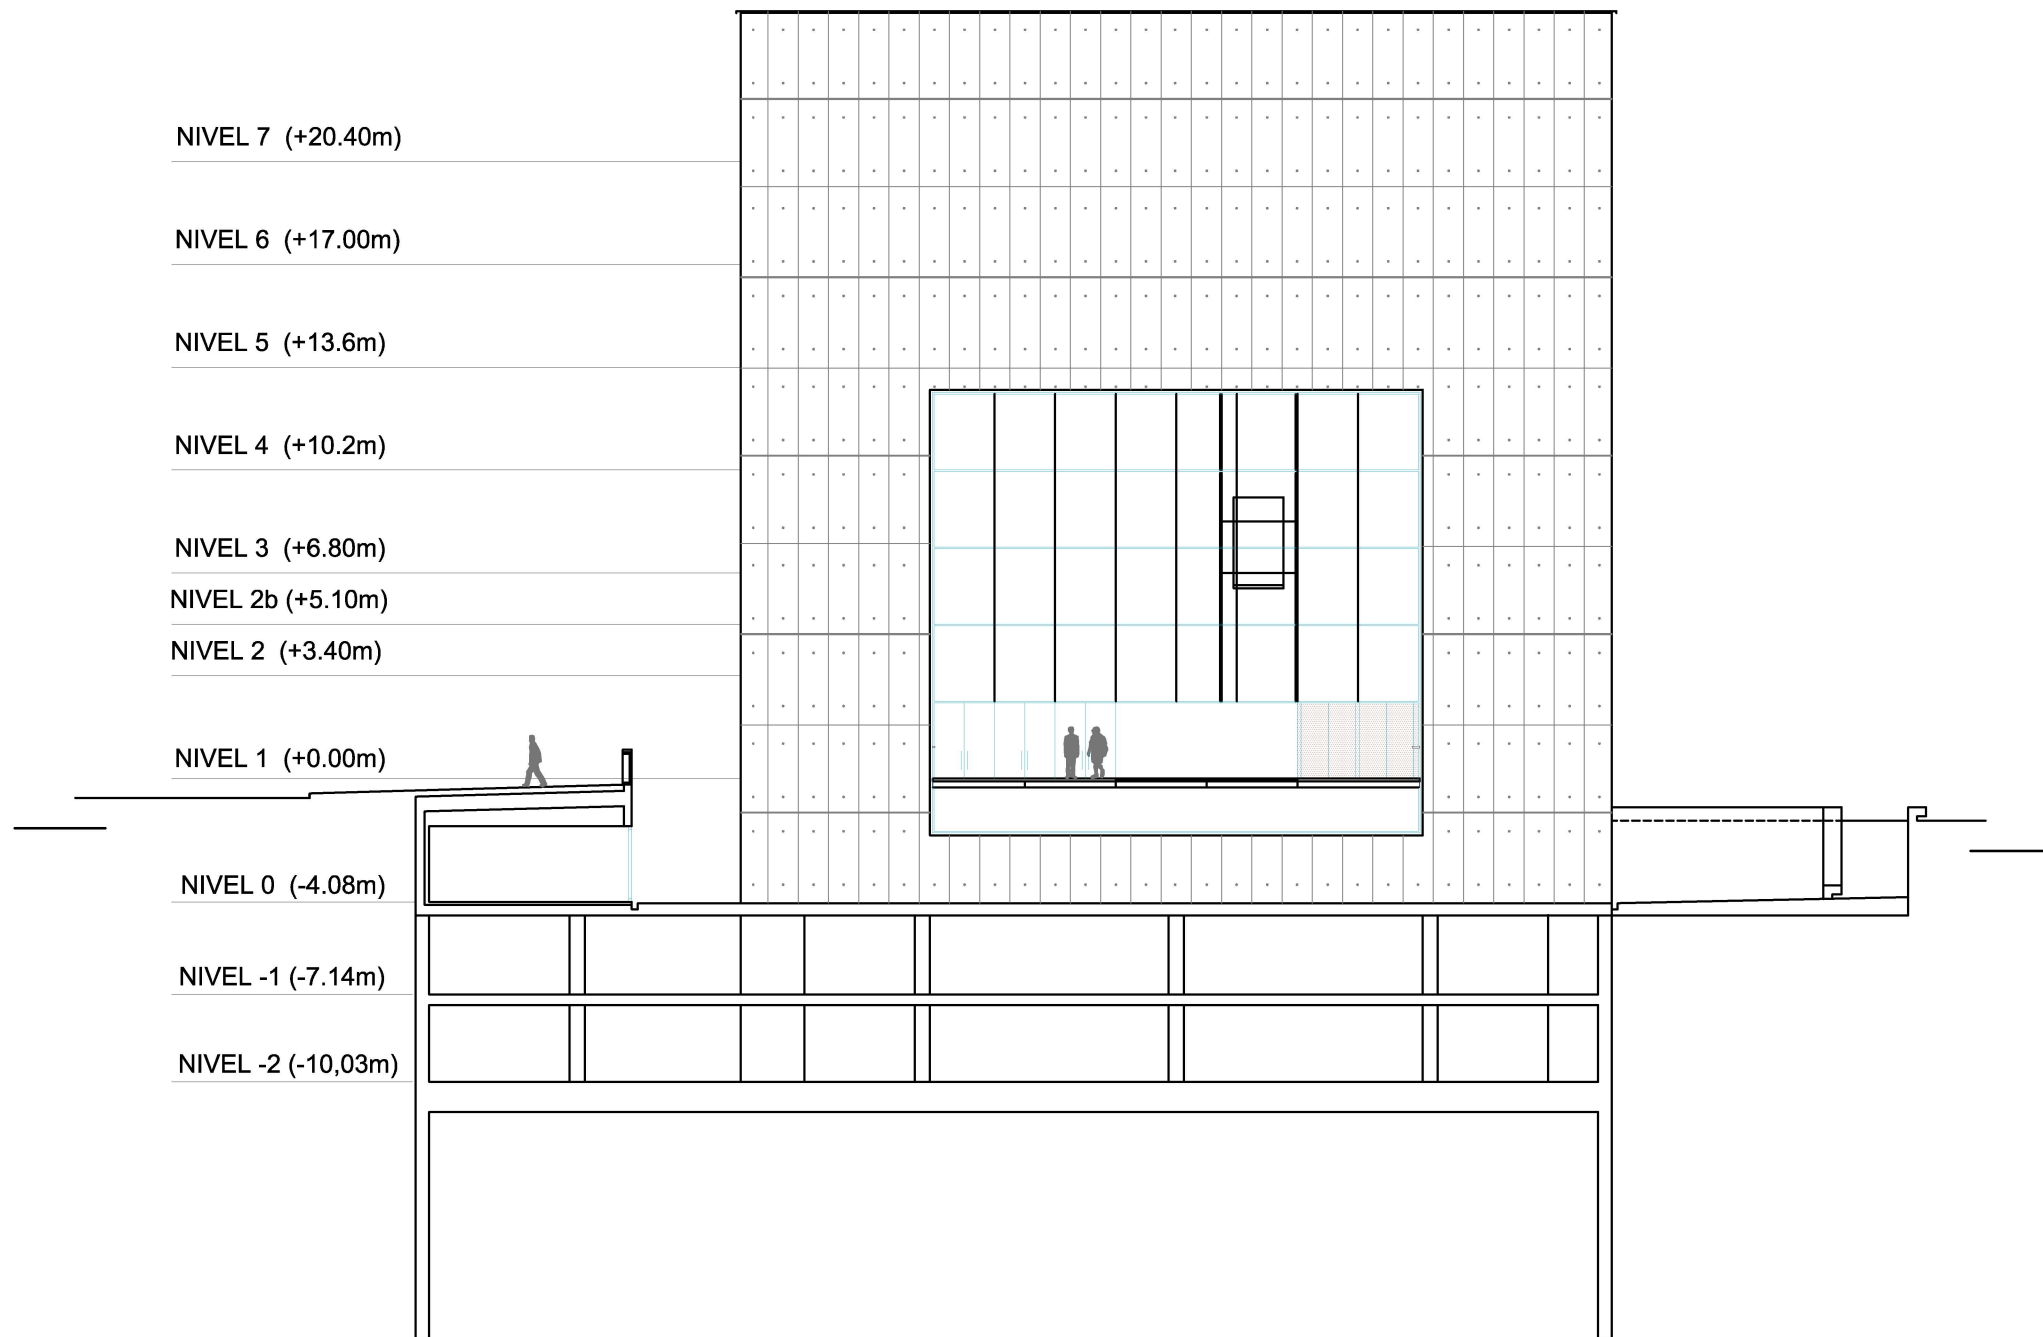 NIVEL 7 (+20.40m)
NIVEL 6 (+17.00m)
NIVEL 5 (+13.6m)
NIVEL 4 (+10.2m)
NIVEL 3 (+6.80m)
NIVEL 2b (+5.10m)
NIVEL 2 (+3.40m)
NIVEL 1 (+0.00m)
NIVEL 0 (-4.08m)
NIVEL -1 (-7.14m)
NIVEL -2 (-10,03m)